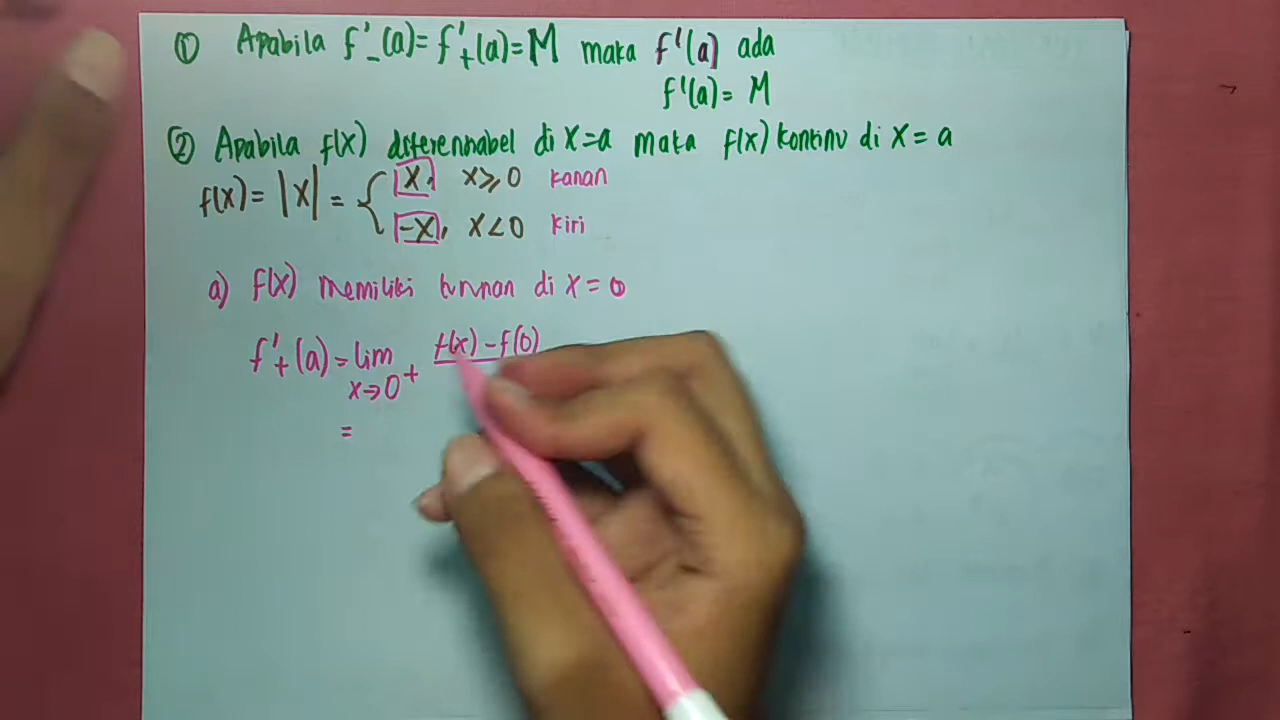 ① Apabila f'₋(a) = f'₊(a) = M maka f'(a) ada
f'(a) = M
② Apabila f(x) diferensiabel di x=a maka f(x) kontinu di x = a
f(x) = |x| = { x, x ≥ 0 kanan
-x, x < 0 kiri
a) f(x) memiliki turunan di x = 0
f'₊(a) = lim f(x) - f(0)
x→0⁺
=